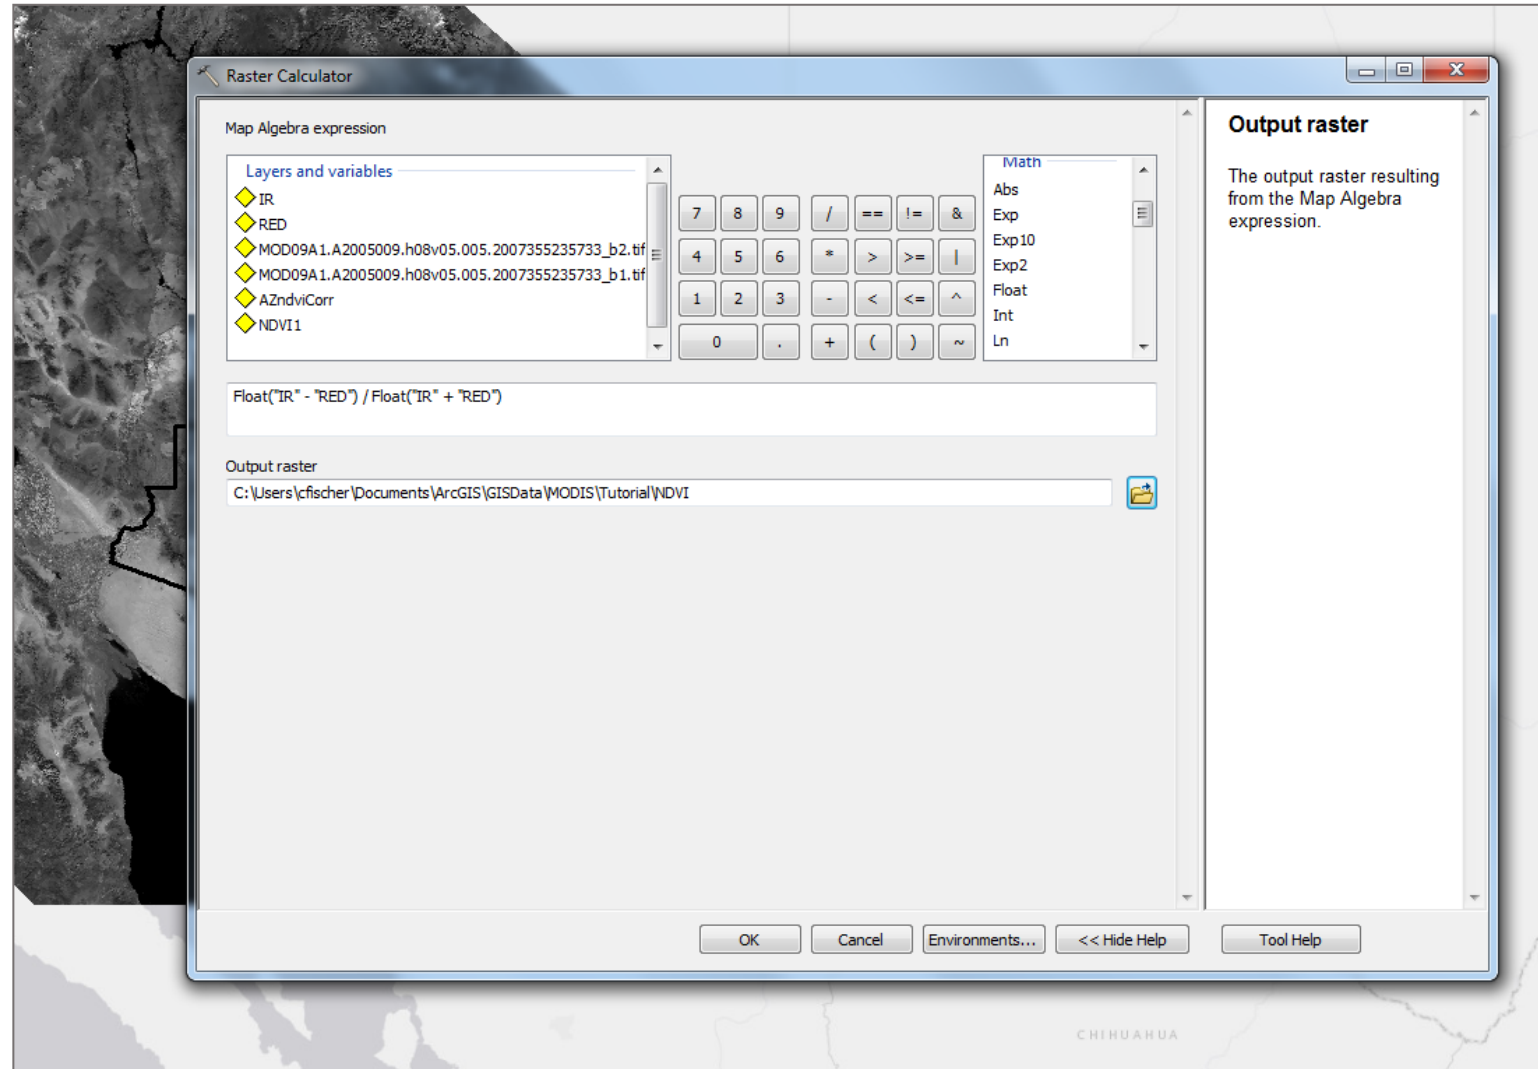 Raster Calculator
Map Algebra expression
Layers and variables
IR
RED
MOD09A1.A2005009.h08v05.005.2007355235733_b2.tif
MOD09A1.A2005009.h08v05.005.2007355235733_b1.tif
AZndviCorr
NDVI1
7 8 9 / == != &
4 5 6 * > >= |
1 2 3 - < <= ^
0 . + ( ) ~
Math
Abs
Exp
Exp10
Exp2
Float
Int
Ln
Float("IR" - "RED") / Float("IR" + "RED")
Output raster
C:\Users\cfischer\Documents\ArcGIS\GISData\MODIS\Tutorial\NDVI
OK Cancel Environments... << Hide Help Tool Help
Output raster
The output raster resulting
from the Map Algebra
expression.
CHIHUAHUA